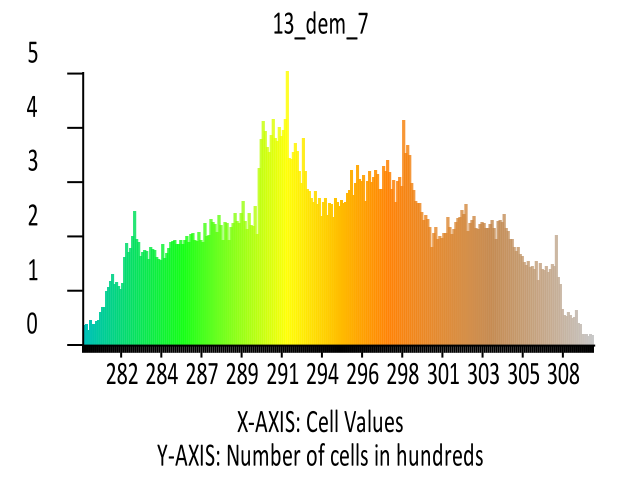 13_dem_7
5
4
3
2
1
0
282 284 287 289 291 294 296 298 301 303 305 308
X-AXIS: Cell Values
Y-AXIS: Number of cells in hundreds